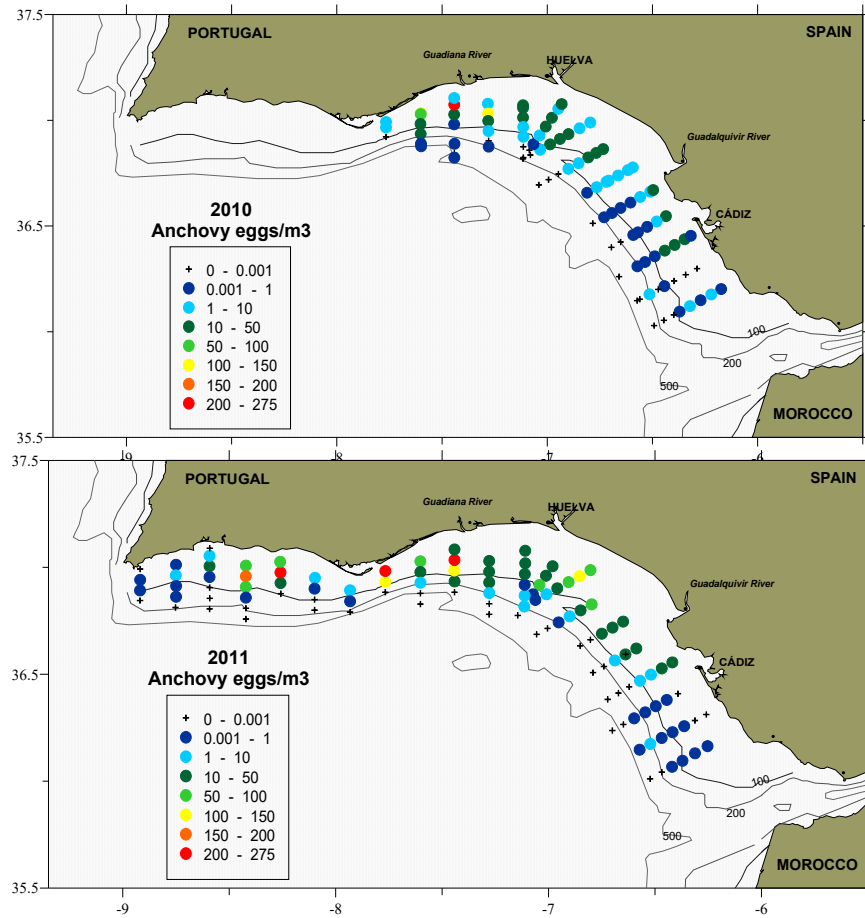 37.5
PORTUGAL
SPAIN
Guadiana River
HUELVA
Guadalquivir River
36.5
CÁDIZ
2010
Anchovy eggs/m3
0 - 0.001
0.001 - 1
1 - 10
10 - 50
50 - 100
100 - 150
150 - 200
200 - 275
100
200
500
MOROCCO
35.5
-9
-8
-7
-6
37.5
PORTUGAL
SPAIN
Guadiana River
HUELVA
Guadalquivir River
36.5
CÁDIZ
2011
Anchovy eggs/m3
0 - 0.001
0.001 - 1
1 - 10
10 - 50
50 - 100
100 - 150
150 - 200
200 - 275
100
200
500
MOROCCO
35.5
-9
-8
-7
-6